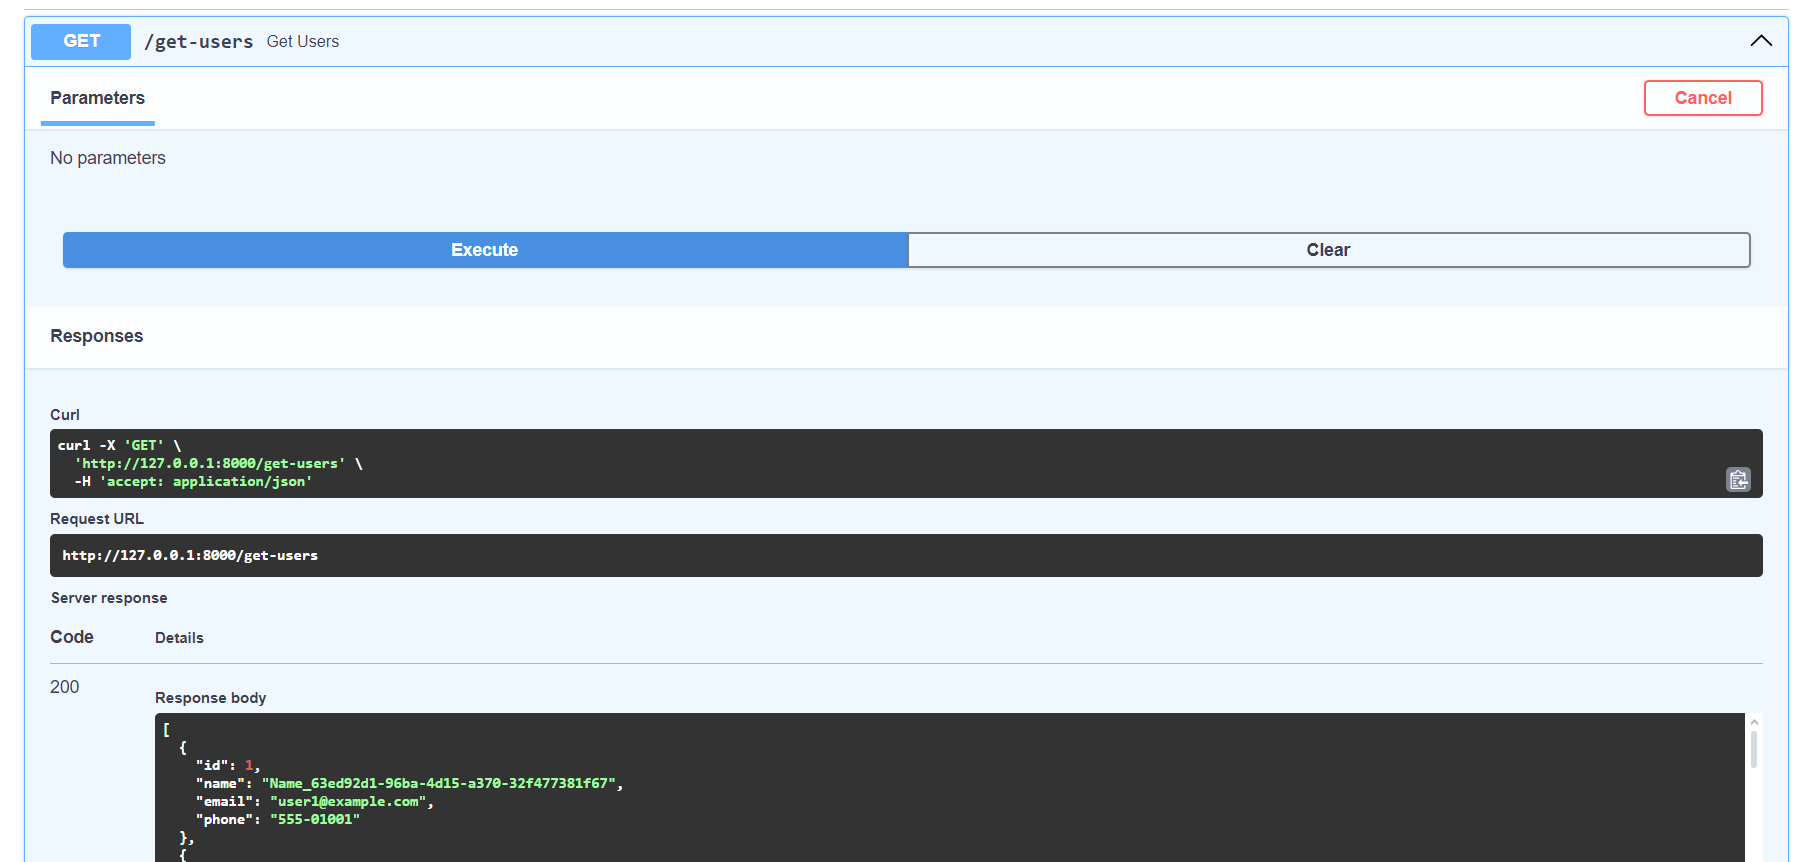 GET /get-users Get Users
Parameters
Cancel
No parameters
Execute
Clear
Responses
Curl
curl -X 'GET' \
'http://127.0.0.1:8000/get-users' \
-H 'accept: application/json'
Request URL
http://127.0.0.1:8000/get-users
Server response
Code Details
200
Response body
[
{
"id": 1,
"name": "Name_63ed92d1-96ba-4d15-a370-32f477381f67",
"email": "user1@example.com",
"phone": "555-01001"
},
{